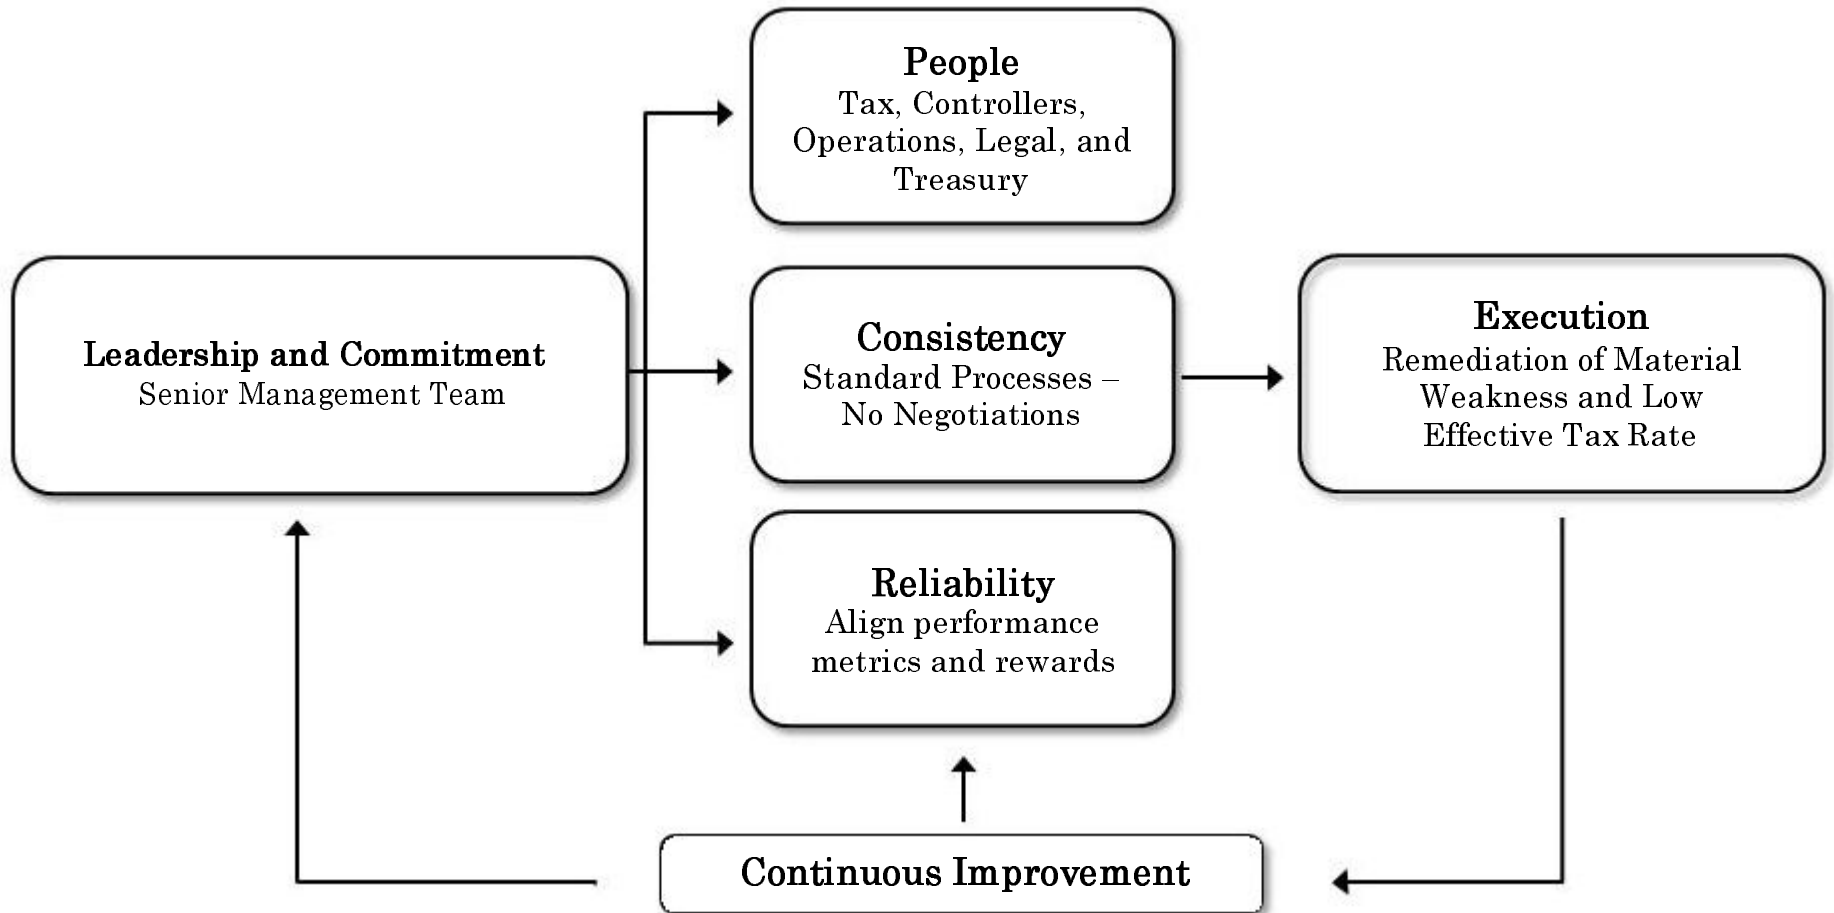 People
Tax, Controllers,
Operations, Legal, and
Treasury
Leadership and Commitment
Senior Management Team
Consistency
Standard Processes –
No Negotiations
Execution
Remediation of Material
Weakness and Low
Effective Tax Rate
Reliability
Align performance
metrics and rewards
Continuous Improvement